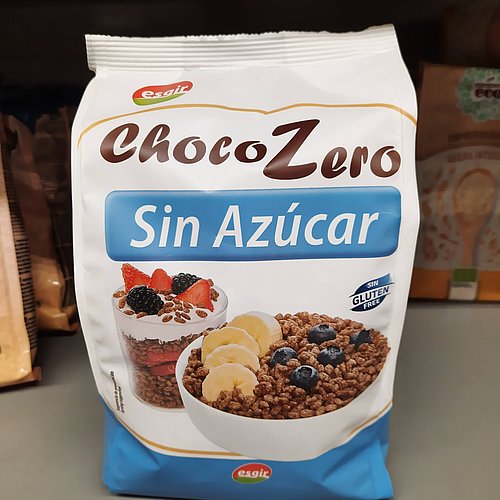 esgir
ChocoZero
Sin Azúcar
SIN
GLUTEN
FREE
esgir